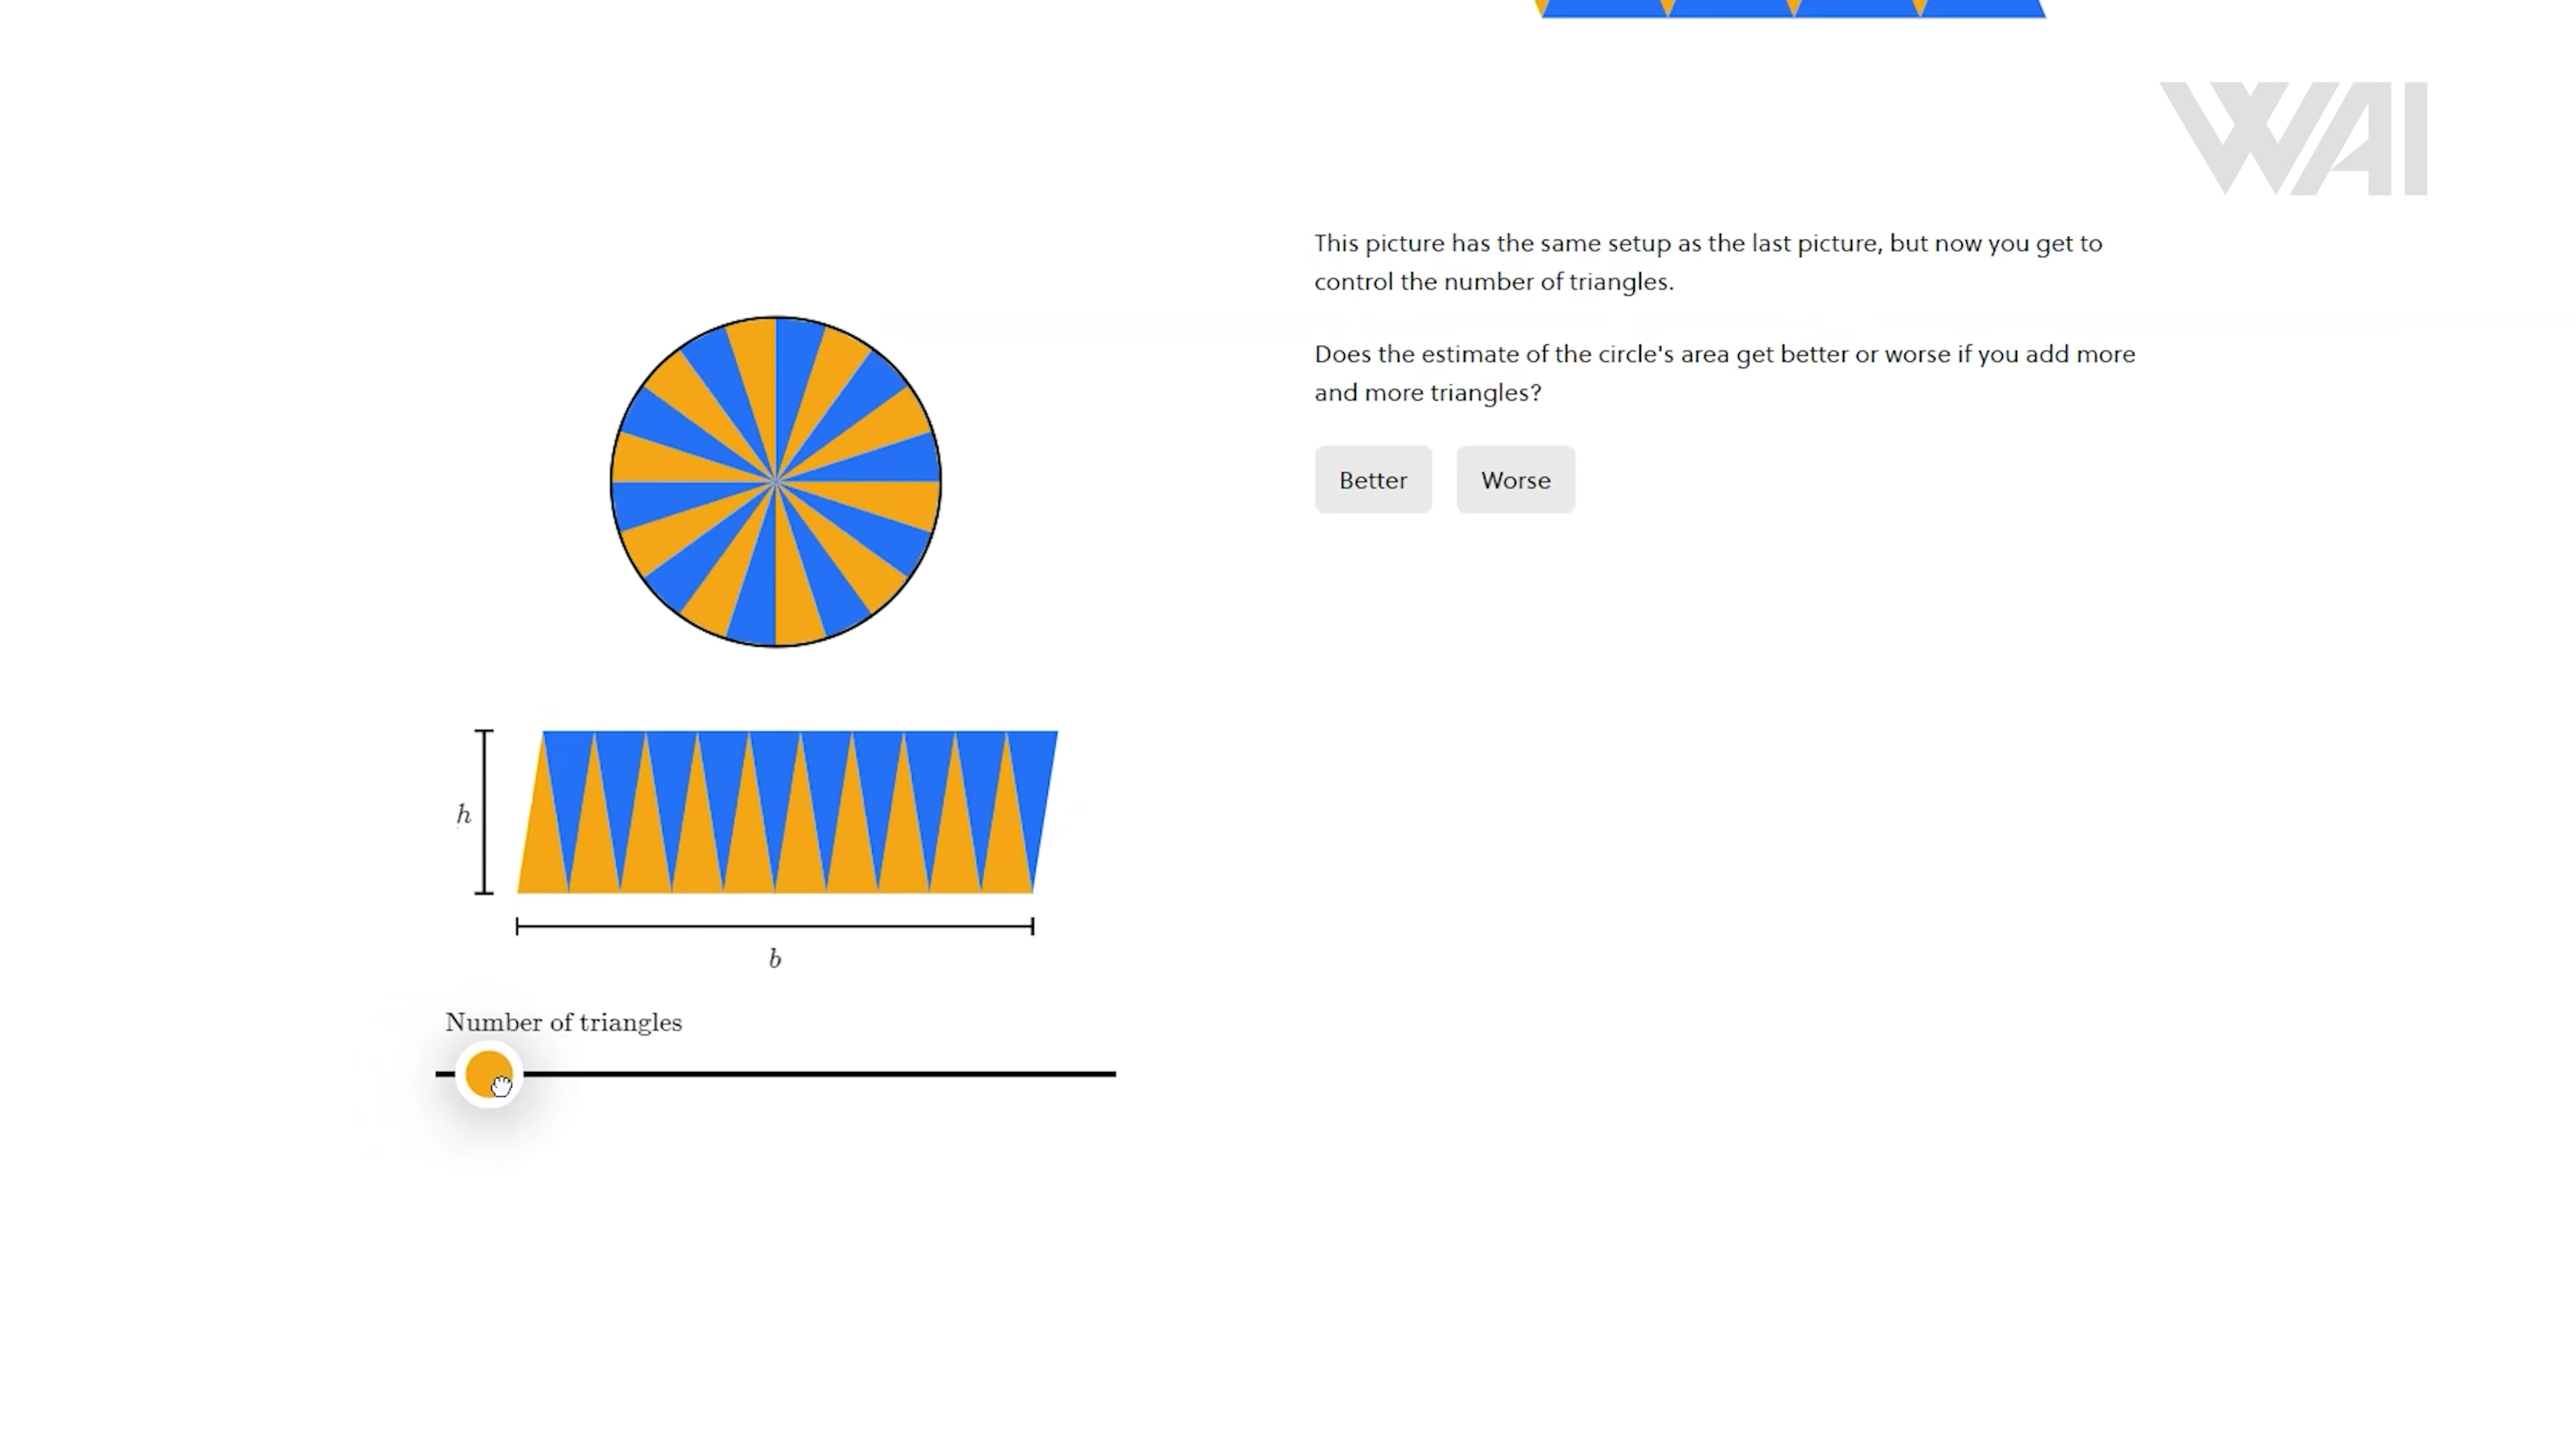 WAI
This picture has the same setup as the last picture, but now you get to
control the number of triangles.
Does the estimate of the circle's area get better or worse if you add more
and more triangles?
Better
Worse
h
b
Number of triangles